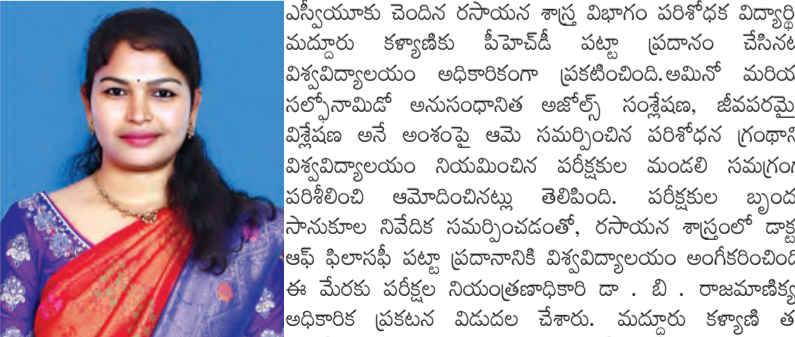 ఎస్వీయూకు చెందిన రసాయన శాస్త్ర విభాగం పరిశోధక విద్యార్థి
మద్దూరు కళ్యాణికు పీహెచ్‌డీ పట్టా ప్రదానం చేసినట
విశ్వవిద్యాలయం అధికారికంగా ప్రకటించింది.అమినో మరియ
సల్ఫోనామిడో అనుసంధానిత అజోల్స్ సంశ్లేషణ, జీవపరమై
విశ్లేషణ అనే అంశంపై ఆమె సమర్పించిన పరిశోధన గ్రంథాని
విశ్వవిద్యాలయం నియమించిన పరీక్షకుల మండలి సమగ్రంగ
పరిశీలించి ఆమోదించినట్లు తెలిపింది. పరీక్షకుల బృంద
సానుకూల నివేదిక సమర్పించడంతో, రసాయన శాస్త్రంలో డాక్ట
ఆఫ్ ఫిలాసఫీ పట్టా ప్రదానానికి విశ్వవిద్యాలయం అంగీకరించింది
ఈ మేరకు పరీక్షల నియంత్రణాధికారి డా . బి . రాజమాణిక్య
అధికారిక ప్రకటన విడుదల చేశారు. మద్దూరు కళ్యాణి త